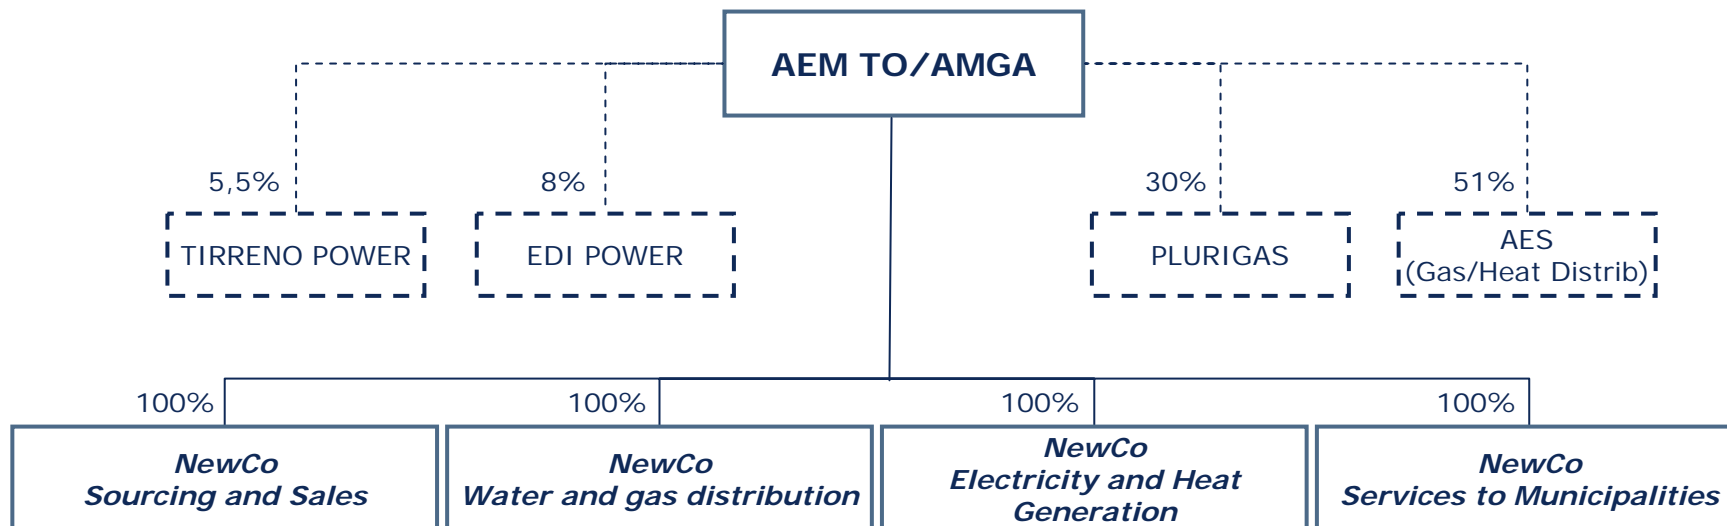 AEM TO/AMGA
5,5%
8%
30%
51%
TIRRENO POWER
EDI POWER
PLURIGAS
AES
(Gas/Heat Distrib)
100%
100%
100%
100%
NewCo
Sourcing and Sales
NewCo
Water and gas distribution
NewCo
Electricity and Heat
Generation
NewCo
Services to Municipalities